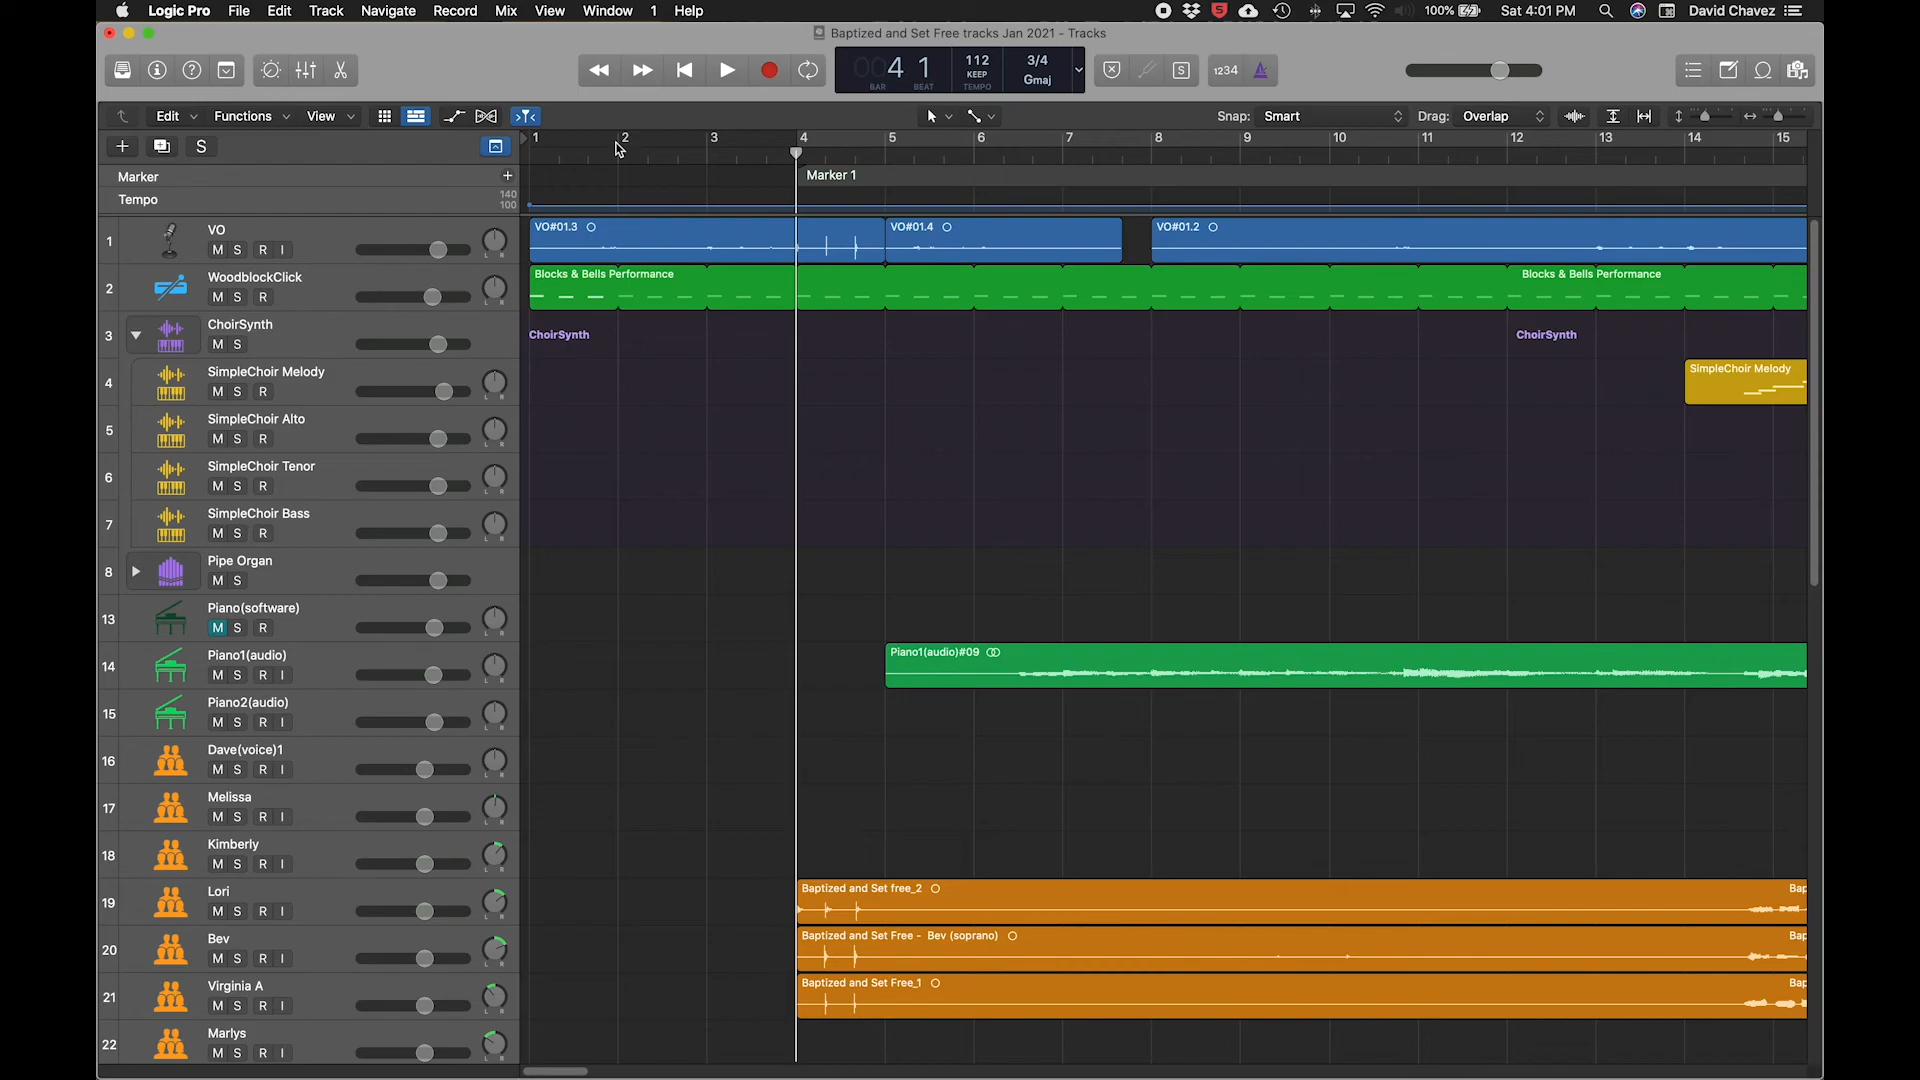 Logic Pro File Edit Track Navigate Record Mix View Window 1 Help 5 100% Sat 4:01 PM David Chavez
Baptized and Set Free tracks Jan 2021 - Tracks
004 1 112 KEEP 3/4 Gmaj 1234
BAR BEAT TEMPO
Edit Functions View Snap: Smart Drag: Overlap
S 1 2 3 4 5 6 7 8 9 10 11 12 13 14 15
Marker + Marker 1
Tempo 140
100
1 VO M S R I VO#01.3 VO#01.4 VO#01.2
2 WoodblockClick M S R Blocks & Bells Performance Blocks & Bells Performance
3 ChoirSynth M S ChoirSynth ChoirSynth
4 SimpleChoir Melody M S R SimpleChoir Melody
5 SimpleChoir Alto M S R
6 SimpleChoir Tenor M S R
7 SimpleChoir Bass M S R
8 Pipe Organ M S
13 Piano(software) M S R
14 Piano1(audio) M S R I Piano1(audio)#09
15 Piano2(audio) M S R I
16 Dave(voice)1 M S R I
17 Melissa M S R I
18 Kimberly M S R I
19 Lori M S R I Baptized and Set free_2 Bap
20 Bev M S R I Baptized and Set Free - Bev (soprano) Bap
21 Virginia A M S R I Baptized and Set Free_1 Bap
22 Marlys M S R I